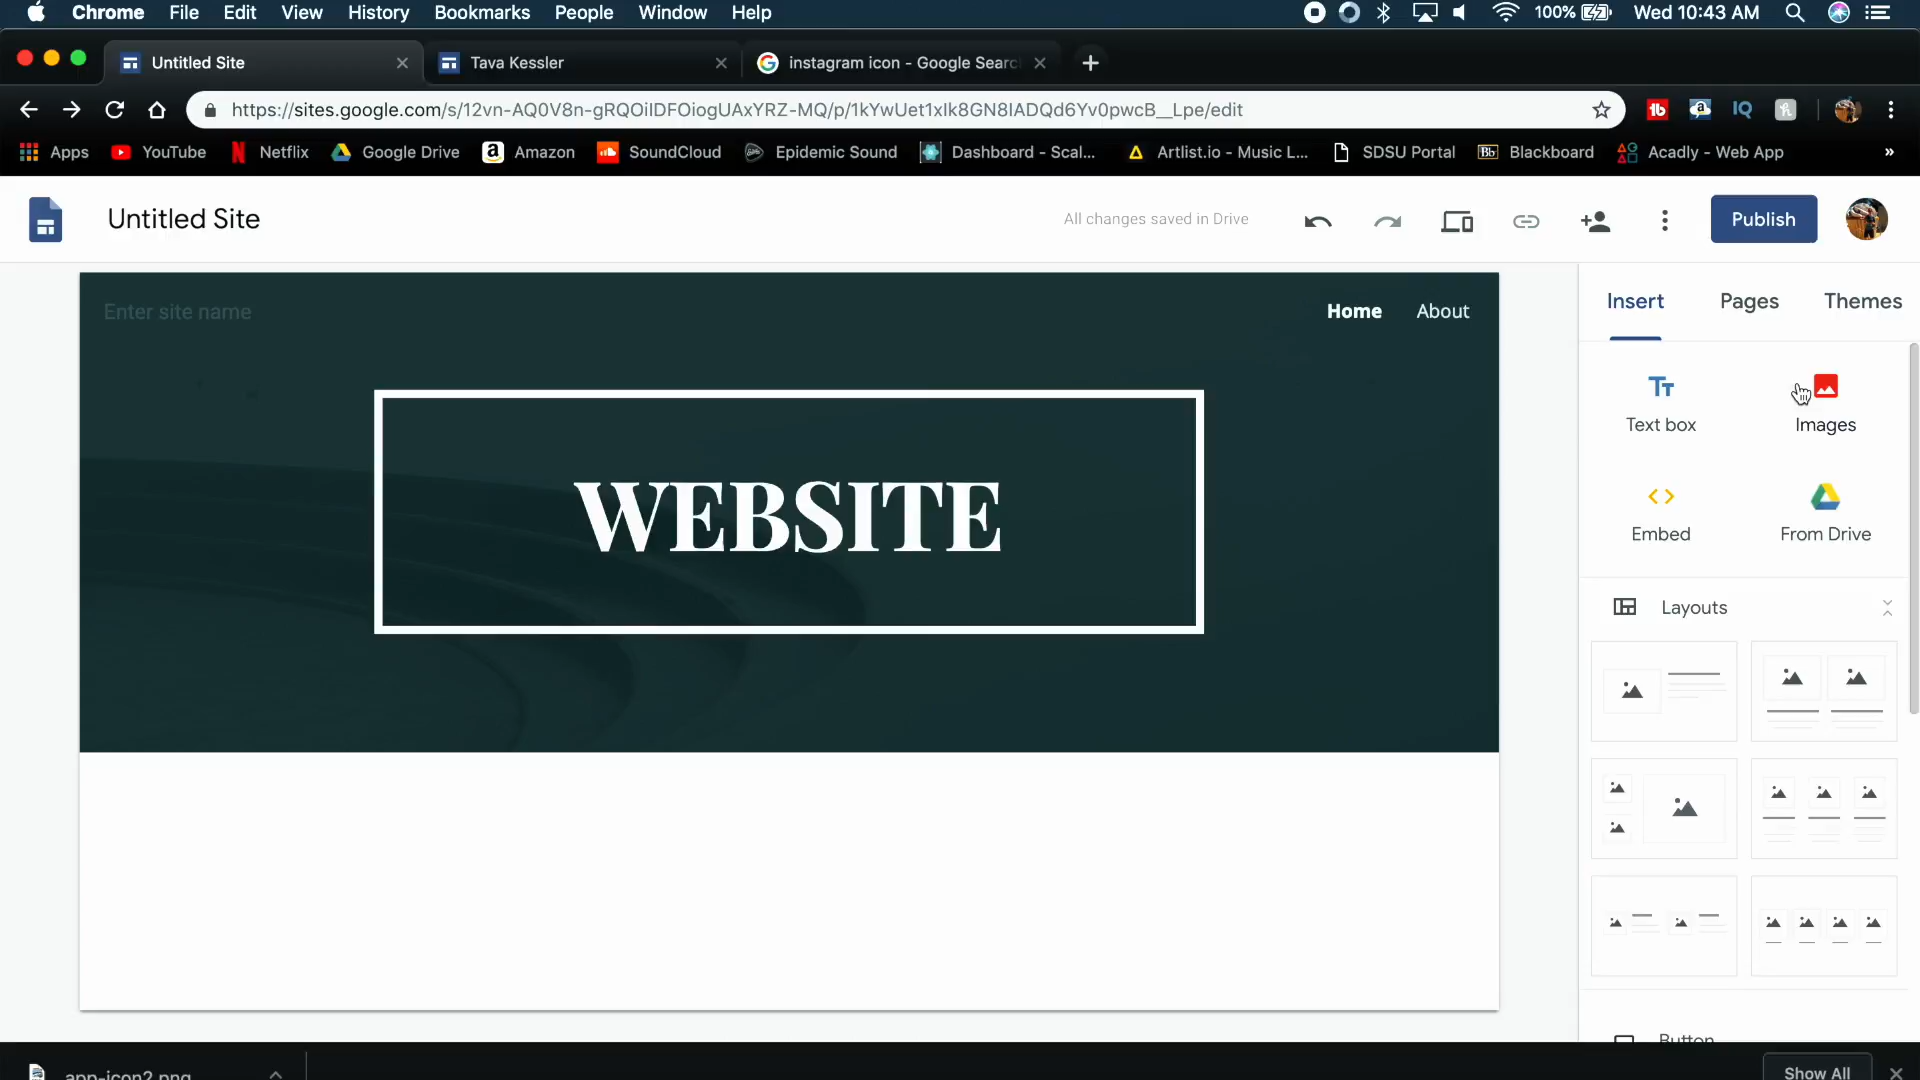 Chrome File Edit View History Bookmarks People Window Help 100% Wed 10:43 AM
Untitled Site Tava Kessler instagram icon - Google Searc
https://sites.google.com/s/12vn-AQ0V8n-gRQOiIDFOiogUAxYRZ-MQ/p/1kYwUet1xIk8GN8IADQd6Yv0pwcB__Lpe/edit
Apps YouTube Netflix Google Drive Amazon SoundCloud Epidemic Sound Dashboard - Scal... Artlist.io - Music L... SDSU Portal Blackboard Acadly - Web App »
Untitled Site All changes saved in Drive Publish
Insert Pages Themes
Enter site name Home About
Text box Images
WEBSITE
Embed From Drive
Layouts
Button
app-icon2.png Show All